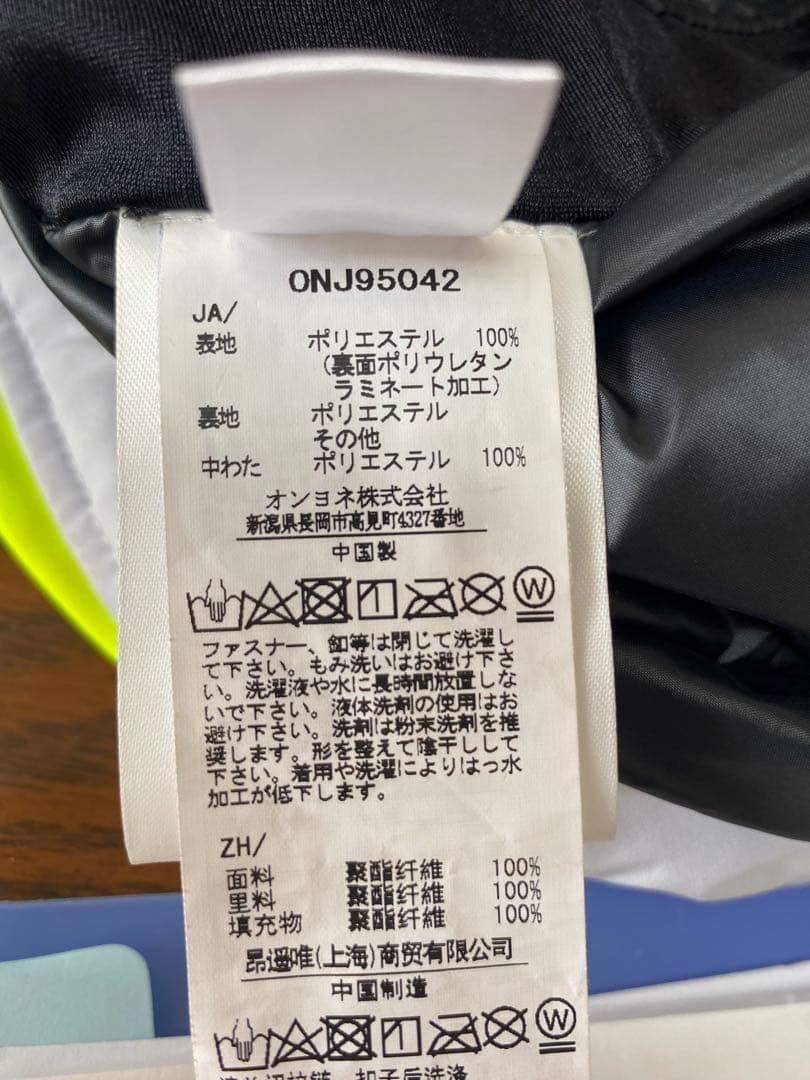 ONJ95042
JA/
表地 ポリエステル 100%
(裏面ポリウレタン
ラミネート加工)
裏地 ポリエステル
その他
中わた ポリエステル 100%
オンヨネ株式会社
新潟県長岡市高見町4327番地
中国製
W
ファスナー、釦等は閉じて洗濯し
て下さい。もみ洗いはお避け下さ
い。洗濯液や水に長時間放置しな
いで下さい。液体洗剤の使用はお
避け下さい。洗剤は粉末洗剤を推
奨します。形を整えて陰干しして
下さい。着用や洗濯によりはっ水
加工が低下します。
ZH/
面料 聚酯纤维 100%
里料 聚酯纤维 100%
填充物 聚酯纤维 100%
昂遥唯(上海)商贸有限公司
中国制造
W
扣子后洗涤